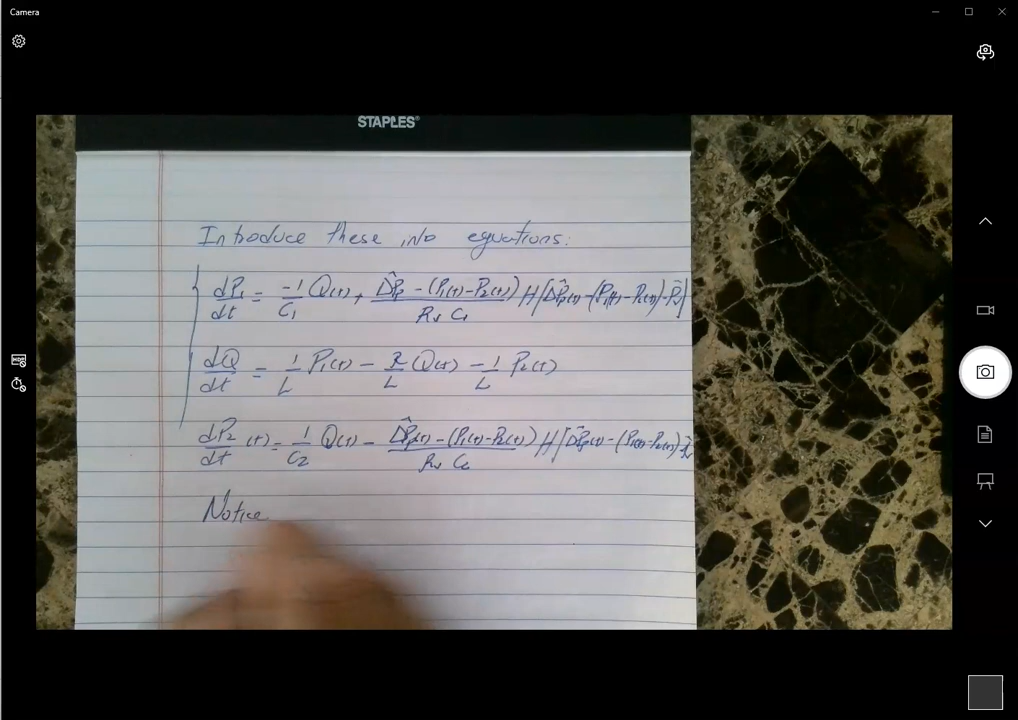 Camera
STAPLES
Introduce these into equations:
dP₁/dt = -1/C₁ Q(t) + (ΔP̂p - (P₁(t)-P₂(t)))/(Rv C₁) H[ΔP̂p(t) - (P₁(t)-P₂(t)) - P̂v]
dQ/dt = 1/L P₁(t) - R/L Q(t) - 1/L P₂(t)
dP₂/dt (t) = 1/C₂ Q(t) - (ΔP̂p(t) - (P₁(t)-P₂(t)))/(Rv C₂) H[ΔP̂p(t) - (P₁(t)-P₂(t)) - P̂v
Notice